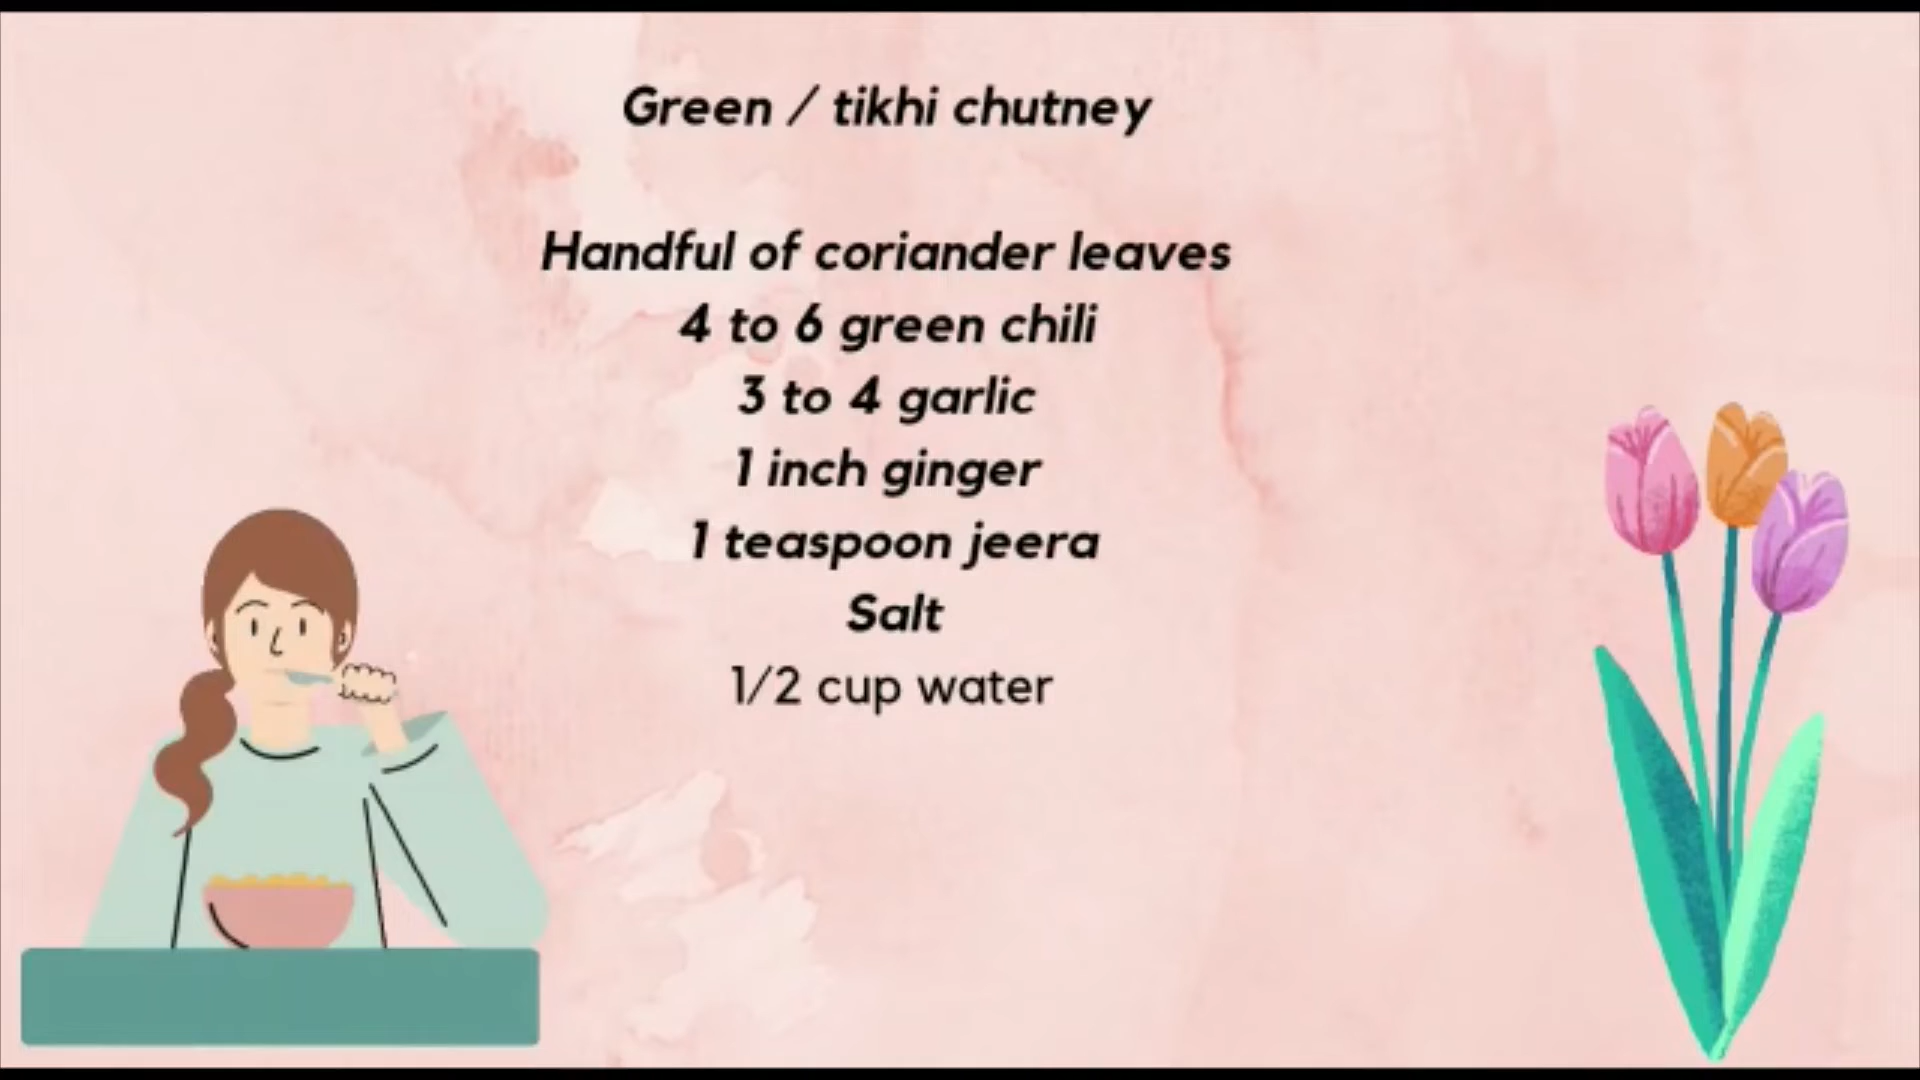 Green / tikhi chutney
Handful of coriander leaves
4 to 6 green chili
3 to 4 garlic
1 inch ginger
1 teaspoon jeera
Salt
1/2 cup water